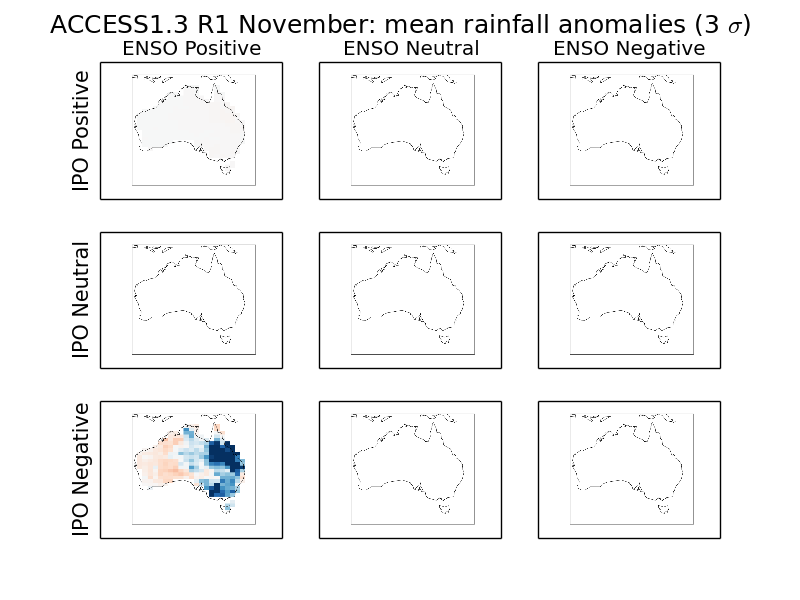 ACCESS1.3 R1 November: mean rainfall anomalies (3 σ)
ENSO Positive
ENSO Neutral
ENSO Negative
IPO Positive
IPO Neutral
IPO Negative